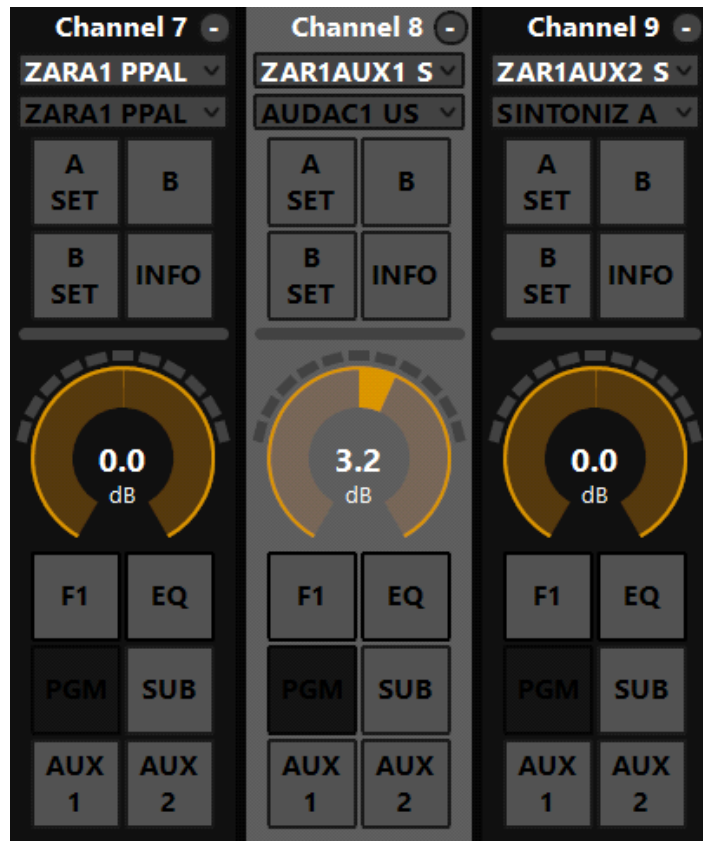 Channel 7 -
ZARA1 PPAL
ZARA1 PPAL
A SET
B
B SET
INFO
0.0
dB
F1
EQ
PGM
SUB
AUX 1
AUX 2
Channel 8 -
ZAR1AUX1 S
AUDAC1 US
A SET
B
B SET
INFO
3.2
dB
F1
EQ
PGM
SUB
AUX 1
AUX 2
Channel 9 -
ZAR1AUX2 S
SINTONIZ A
A SET
B
B SET
INFO
0.0
dB
F1
EQ
PGM
SUB
AUX 1
AUX 2